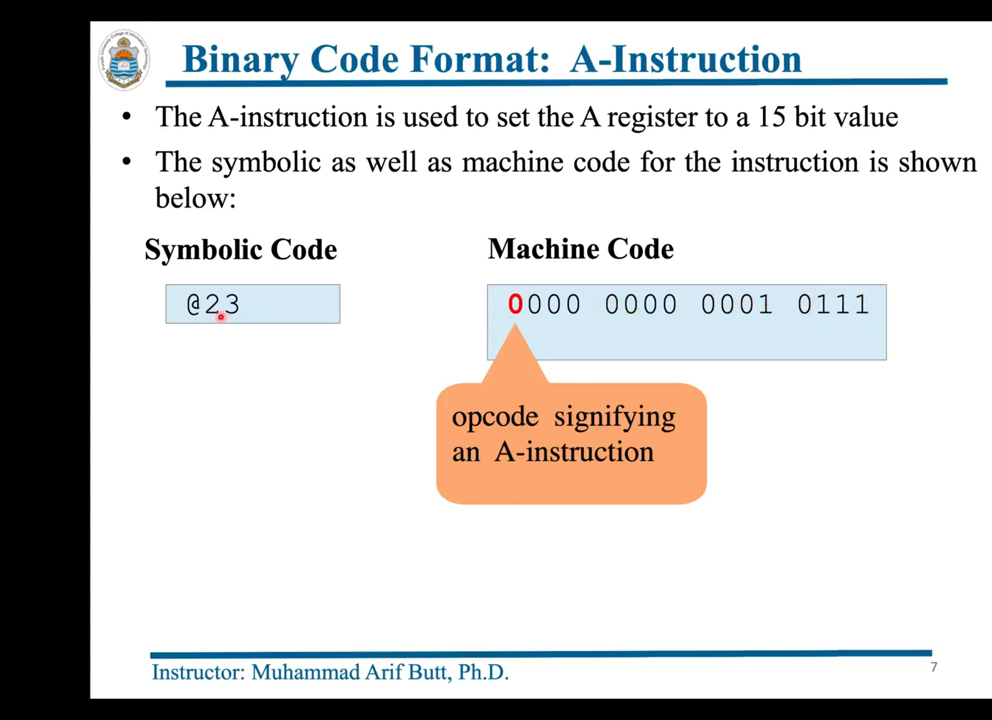 Binary Code Format: A-Instruction
• The A-instruction is used to set the A register to a 15 bit value
• The symbolic as well as machine code for the instruction is shown
below:
Symbolic Code
Machine Code
@23
0000 0000 0001 0111
opcode signifying
an A-instruction
Instructor: Muhammad Arif Butt, Ph.D.
7